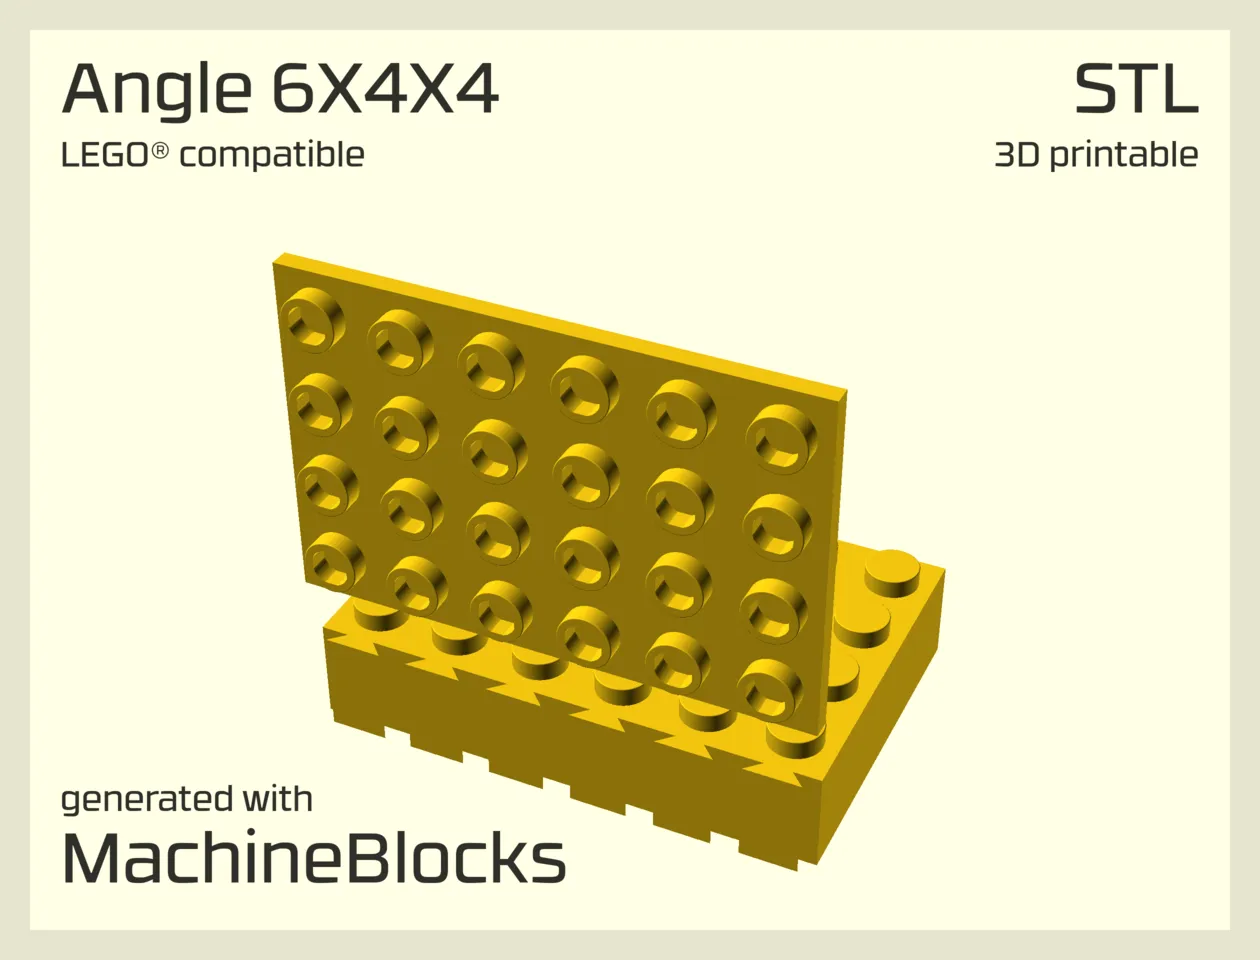 Angle 6X4X4
LEGO® compatible
STL
3D printable
generated with
MachineBlocks